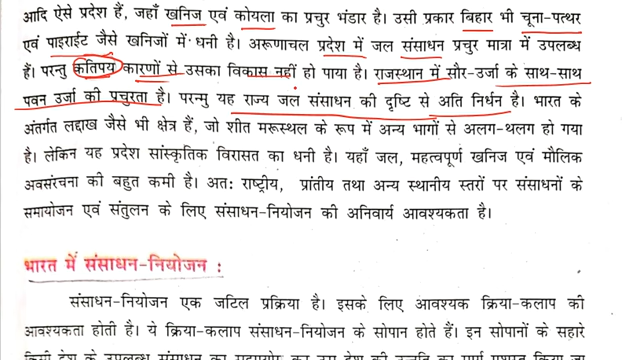 आदि ऐसे प्रदेश हैं, जहाँ खनिज एवं कोयला का प्रचुर भंडार है। उसी प्रकार बिहार भी चूना-पत्थर
एवं पाइराईट जैसे खनिजों में धनी है। अरूणाचल प्रदेश में जल संसाधन प्रचुर मात्रा में उपलब्ध
हैं। परन्तु कतिपय कारणों से उसका विकास नहीं हो पाया है। राजस्थान में सौर-उर्जा के साथ-साथ
पवन उर्जा की प्रचुरता है। परन्मु यह राज्य जल संसाधन की दृष्टि से अति निर्धन है। भारत के
अंतर्गत लद्दाख जैसे भी क्षेत्र हैं, जो शीत मरूस्थल के रूप में अन्य भागों से अलग-थलग हो गया
है। लेकिन यह प्रदेश सांस्कृतिक विरासत का धनी है। यहाँ जल, महत्वपूर्ण खनिज एवं मौलिक
अवसंरचना की बहुत कमी है। अतः राष्ट्रीय, प्रांतीय तथा अन्य स्थानीय स्तरों पर संसाधनों के
समायोजन एवं संतुलन के लिए संसाधन-नियोजन की अनिवार्य आवश्यकता है।
भारत में संसाधन-नियोजन :
संसाधन-नियोजन एक जटिल प्रक्रिया है। इसके लिए आवश्यक क्रिया-कलाप की
आवश्यकता होती है। ये क्रिया-कलाप संसाधन-नियोजन के सोपान होते हैं। इन सोपानों के सहारे
किसी देश के उपलब्ध संसाधन का